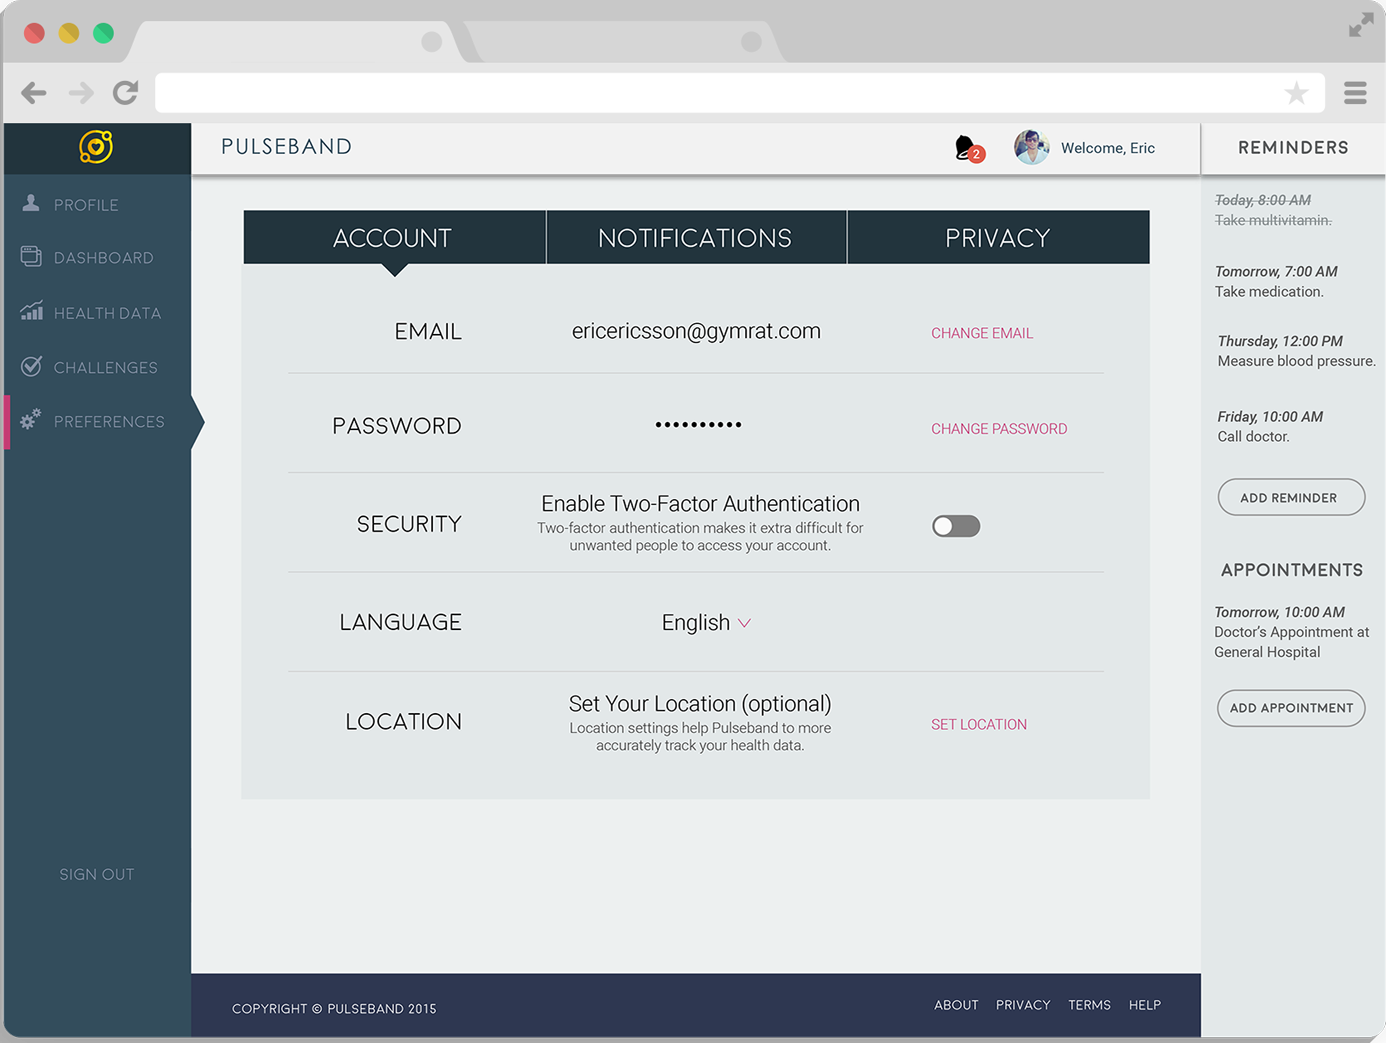 PULSEBAND
2
Welcome, Eric
REMINDERS
PROFILE
DASHBOARD
HEALTH DATA
CHALLENGES
PREFERENCES
SIGN OUT
ACCOUNT
NOTIFICATIONS
PRIVACY
EMAIL
ericericsson@gymrat.com
CHANGE EMAIL
PASSWORD
••••••••••
CHANGE PASSWORD
SECURITY
Enable Two-Factor Authentication
Two-factor authentication makes it extra difficult for
unwanted people to access your account.
LANGUAGE
English
LOCATION
Set Your Location (optional)
Location settings help Pulseband to more
accurately track your health data.
SET LOCATION
Today, 8:00 AM
Take multivitamin.
Tomorrow, 7:00 AM
Take medication.
Thursday, 12:00 PM
Measure blood pressure.
Friday, 10:00 AM
Call doctor.
ADD REMINDER
APPOINTMENTS
Tomorrow, 10:00 AM
Doctor’s Appointment at
General Hospital
ADD APPOINTMENT
COPYRIGHT © PULSEBAND 2015
ABOUT
PRIVACY
TERMS
HELP